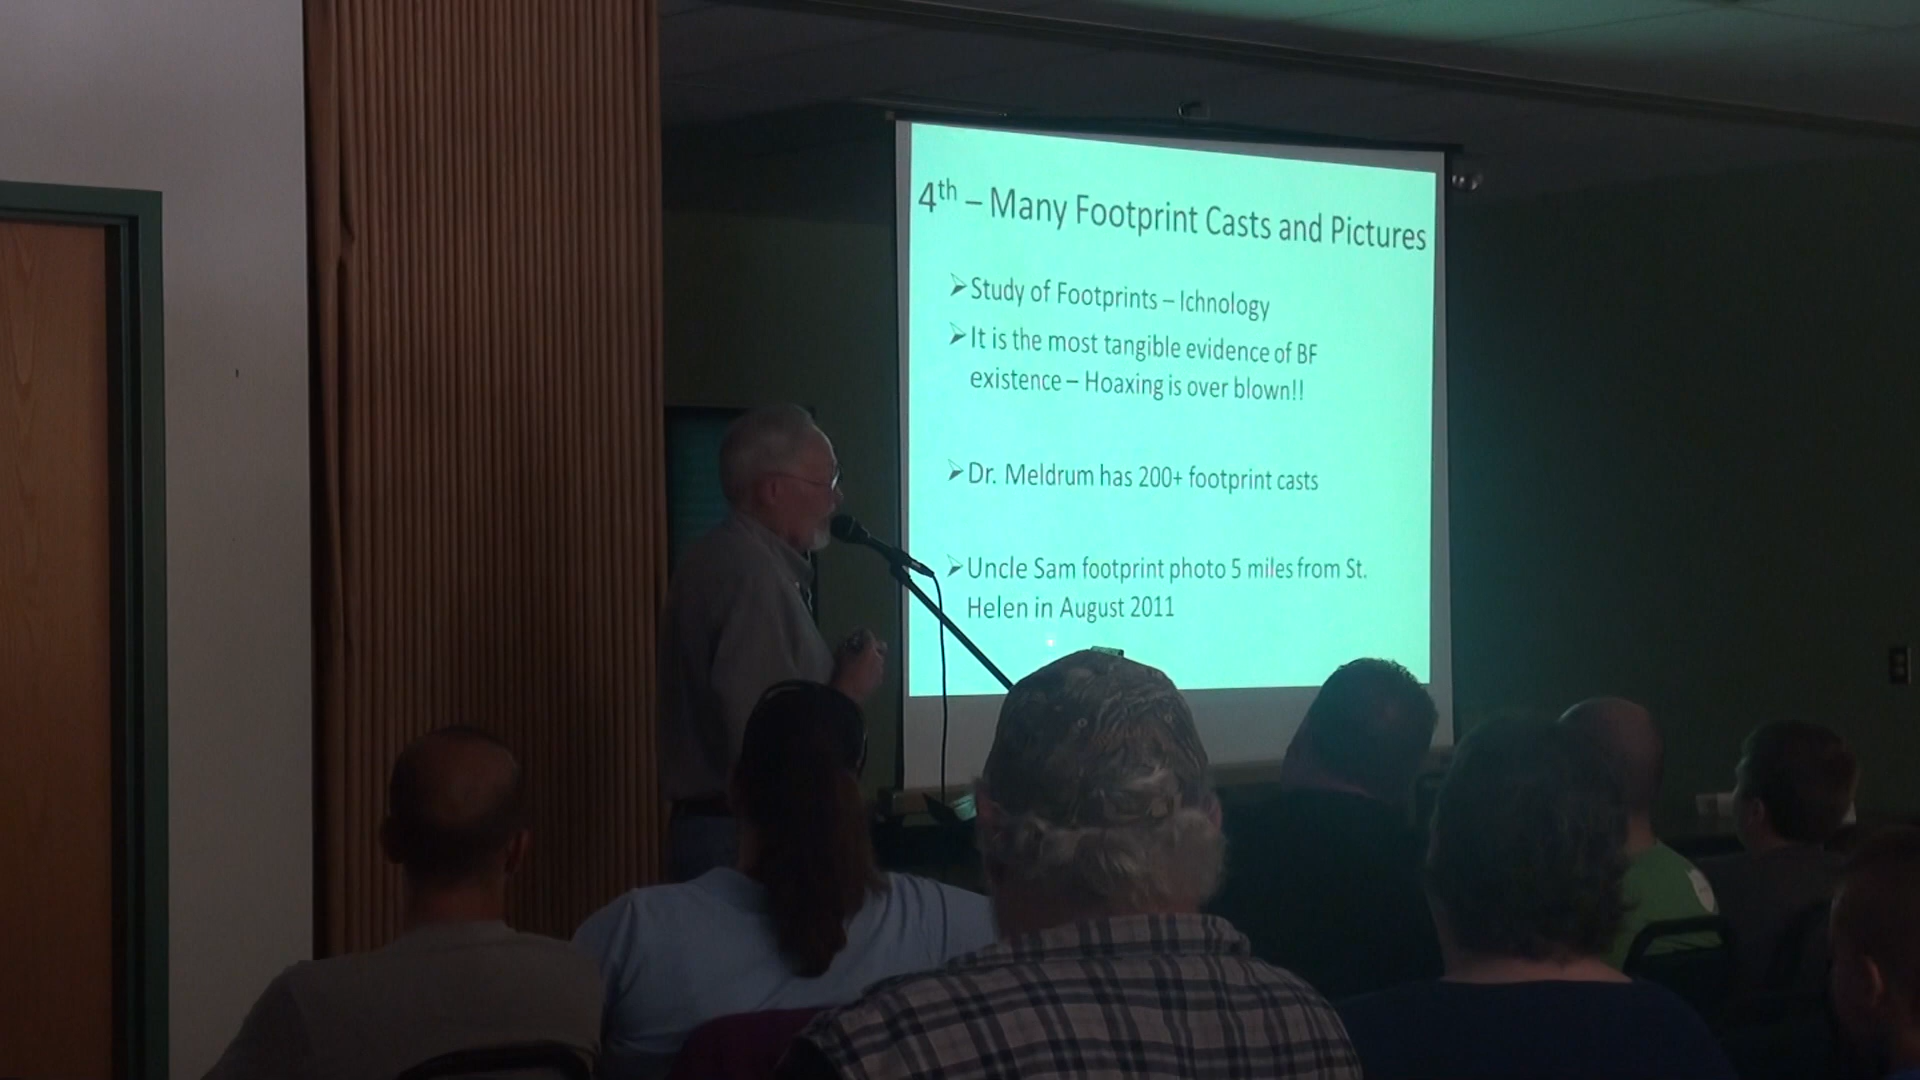 4th – Many Footprint Casts and Pictures
➢Study of Footprints – Ichnology
➢It is the most tangible evidence of BF
existence – Hoaxing is over blown!!
➢Dr. Meldrum has 200+ footprint casts
➢Uncle Sam footprint photo 5 miles from St.
Helen in August 2011